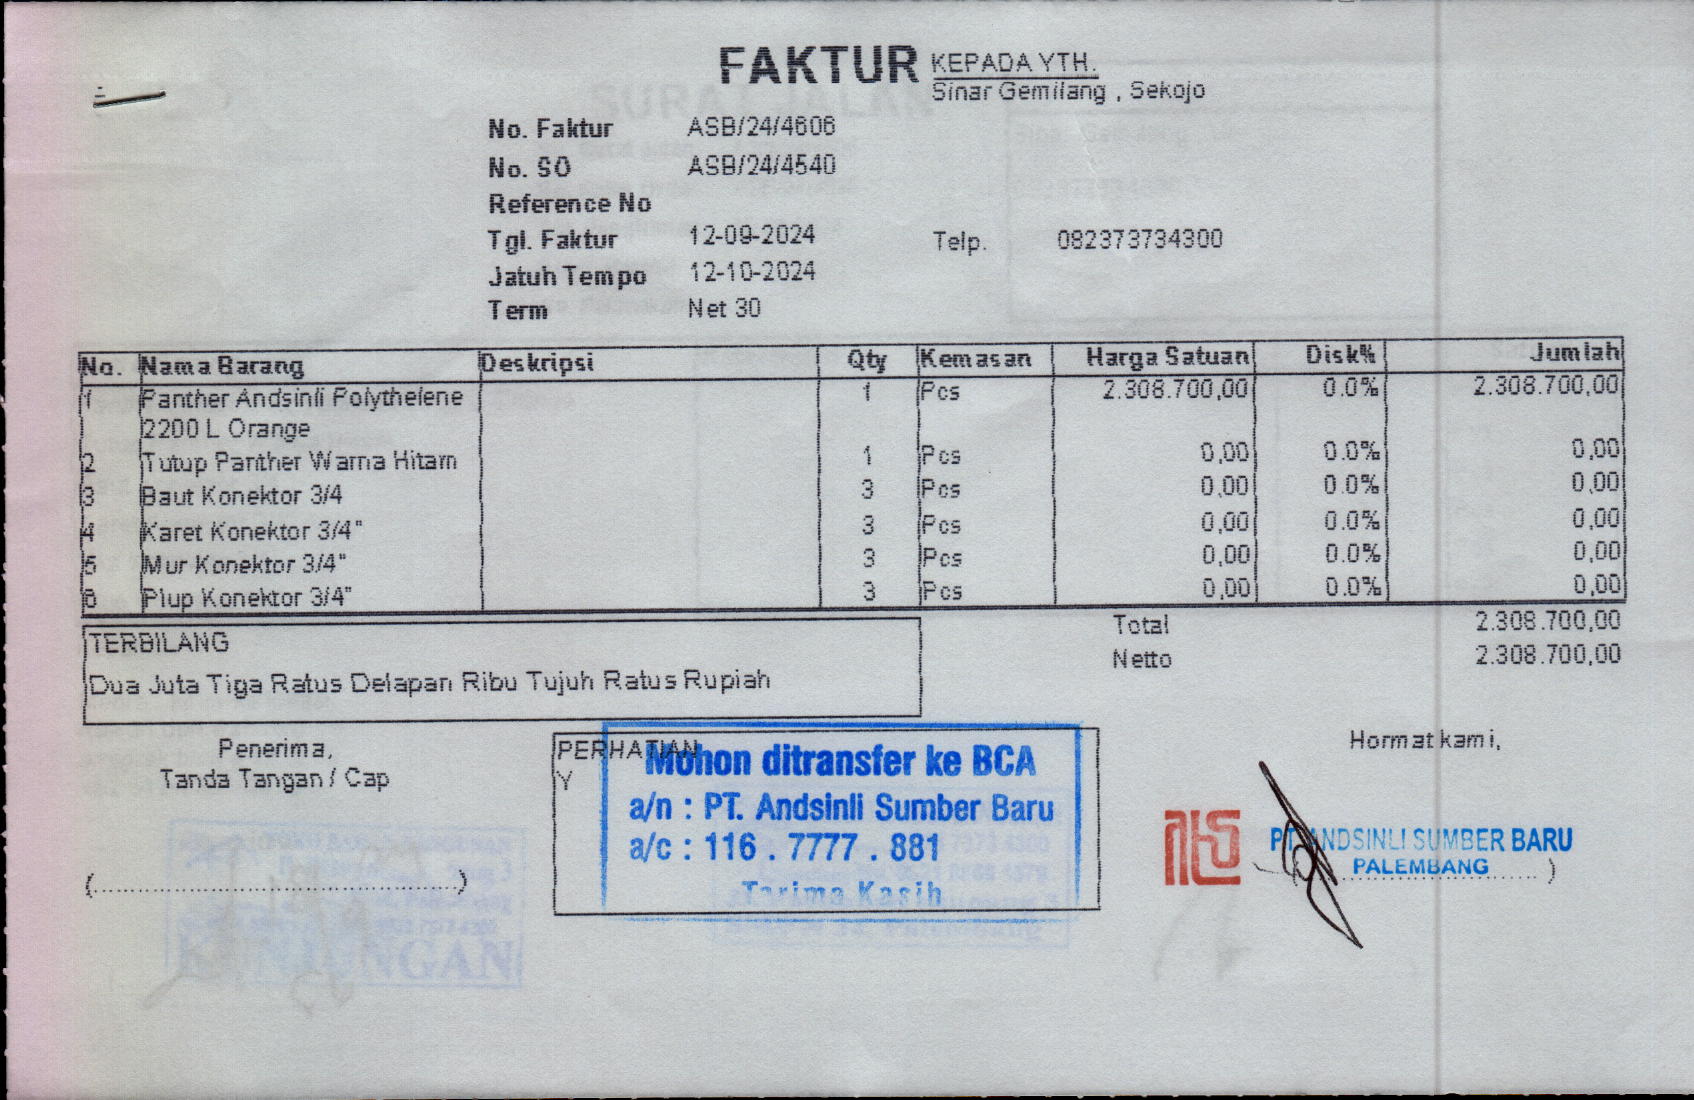 FAKTUR
KEPADA YTH.
Sinar Gemilang , Sekojo
No. Faktur ASB/24/4606
No. SO ASB/24/4540
Reference No
Tgl. Faktur 12-09-2024
Telp. 082373734300
Jatuh Tempo 12-10-2024
Term Net 30
No. Nama Barang Deskripsi Qty Kemasan Harga Satuan Disk% Jumlah
1 Panther Andsinli Polythelene 1 Pcs 2.308.700,00 0.0% 2.308.700,00
2200 L Orange
2 Tutup Panther Warna Hitam 1 Pcs 0,00 0.0% 0,00
3 Baut Konektor 3/4 3 Pcs 0,00 0.0% 0,00
4 Karet Konektor 3/4" 3 Pcs 0,00 0.0% 0,00
5 Mur Konektor 3/4" 3 Pcs 0,00 0.0% 0,00
6 Plup Konektor 3/4" 3 Pcs 0,00 0.0% 0,00
Total 2.308.700,00
Netto 2.308.700,00
TERBILANG
Dua Juta Tiga Ratus Delapan Ribu Tujuh Ratus Rupiah
Penerima,
Tanda Tangan / Cap
(........................................)
PERHATIAN
Y
Mohon ditransfer ke BCA
a/n : PT. Andsinli Sumber Baru
a/c : 116 . 7777 . 881
Tarima Kasih
Hormat kami,
PT. ANDSINLI SUMBER BARU
PALEMBANG